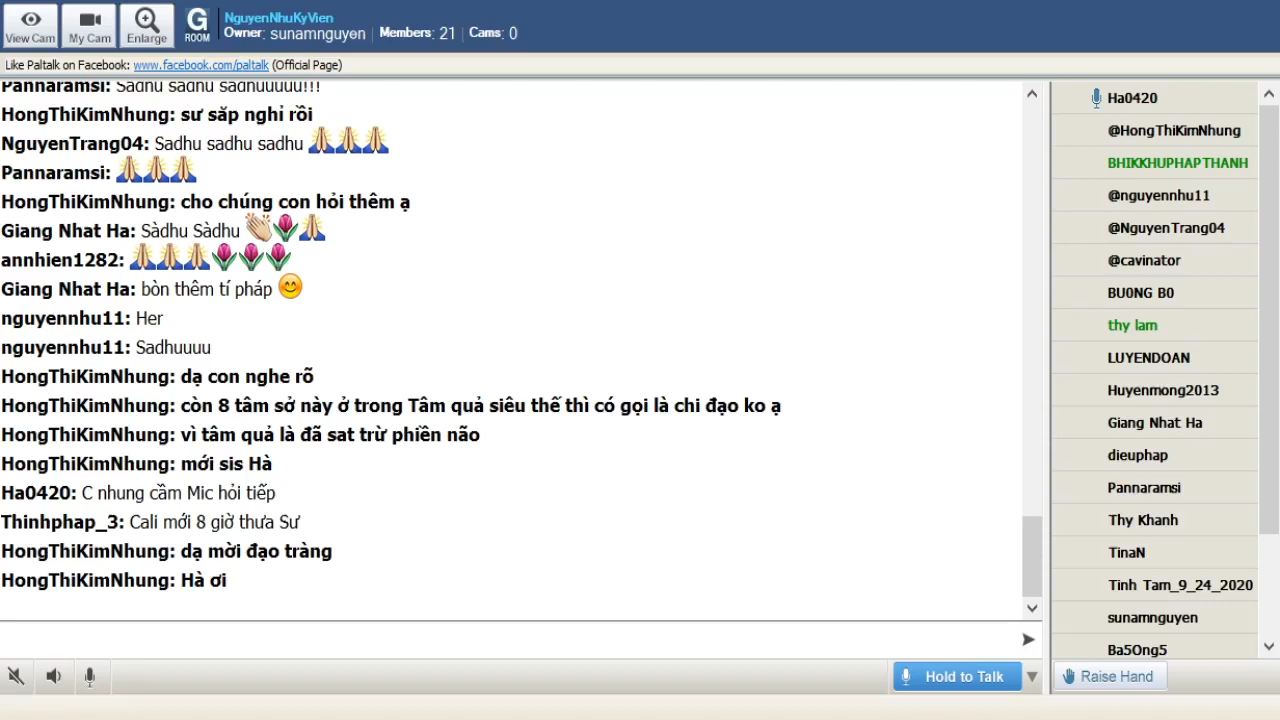 View Cam
My Cam
Enlarge
G
ROOM
NguyenNhuKyVien
Owner: sunamnguyen | Members: 21 | Cams: 0
Like Paltalk on Facebook: www.facebook.com/paltalk (Official Page)
Pannaramsi: Sadhu sadhu sadhuuuuu!!!
HongThiKimNhung: sư săp nghỉ rồi
NguyenTrang04: Sadhu sadhu sadhu 🙏🙏🙏
Pannaramsi: 🙏🙏🙏
HongThiKimNhung: cho chúng con hỏi thêm ạ
Giang Nhat Ha: Sàdhu Sàdhu 👏🌷🙏
annhien1282: 🙏🙏🙏🌷🌷🌷
Giang Nhat Ha: bòn thêm tí pháp 😊
nguyennhu11: Her
nguyennhu11: Sadhuuuu
HongThiKimNhung: dạ con nghe rõ
HongThiKimNhung: còn 8 tâm sở này ở trong Tâm quả siêu thế thì có gọi là chi đạo ko ạ
HongThiKimNhung: vì tâm quả là đã sat trừ phiền não
HongThiKimNhung: mới sis Hà
Ha0420: C nhung cầm Mic hỏi tiếp
Thinhphap_3: Cali mới 8 giờ thưa Sư
HongThiKimNhung: dạ mời đạo tràng
HongThiKimNhung: Hà ơi
Hold to Talk
Ha0420
@HongThiKimNhung
BHIKKHUPHAPTHANH
@nguyennhu11
@NguyenTrang04
@cavinator
BU0NG B0
thy lam
LUYENDOAN
Huyenmong2013
Giang Nhat Ha
dieuphap
Pannaramsi
Thy Khanh
TinaN
Tinh Tam_9_24_2020
sunamnguyen
Ba5Ong5
Raise Hand